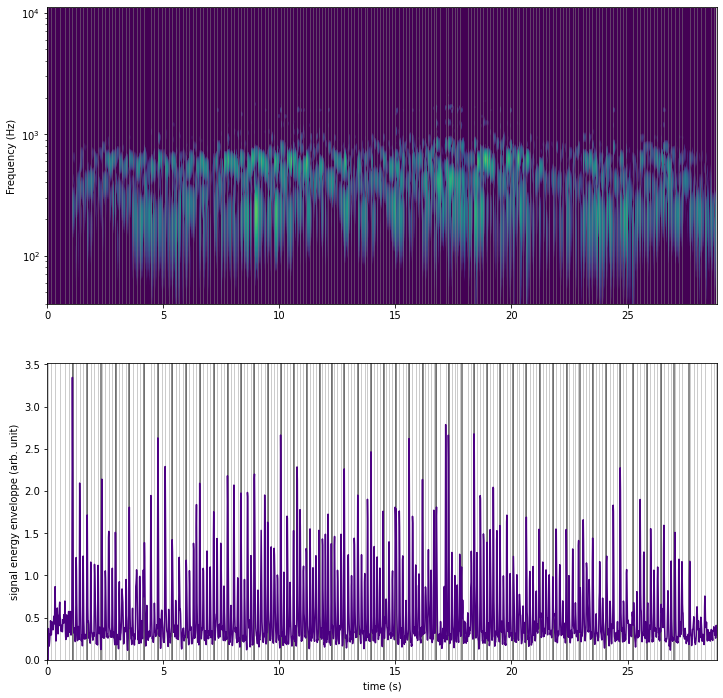 10⁴
10³
10²
Frequency (Hz)
0 5 10 15 20 25
3.5
3.0
2.5
2.0
1.5
1.0
0.5
0.0
signal energy enveloppe (arb. unit)
0 5 10 15 20 25
time (s)